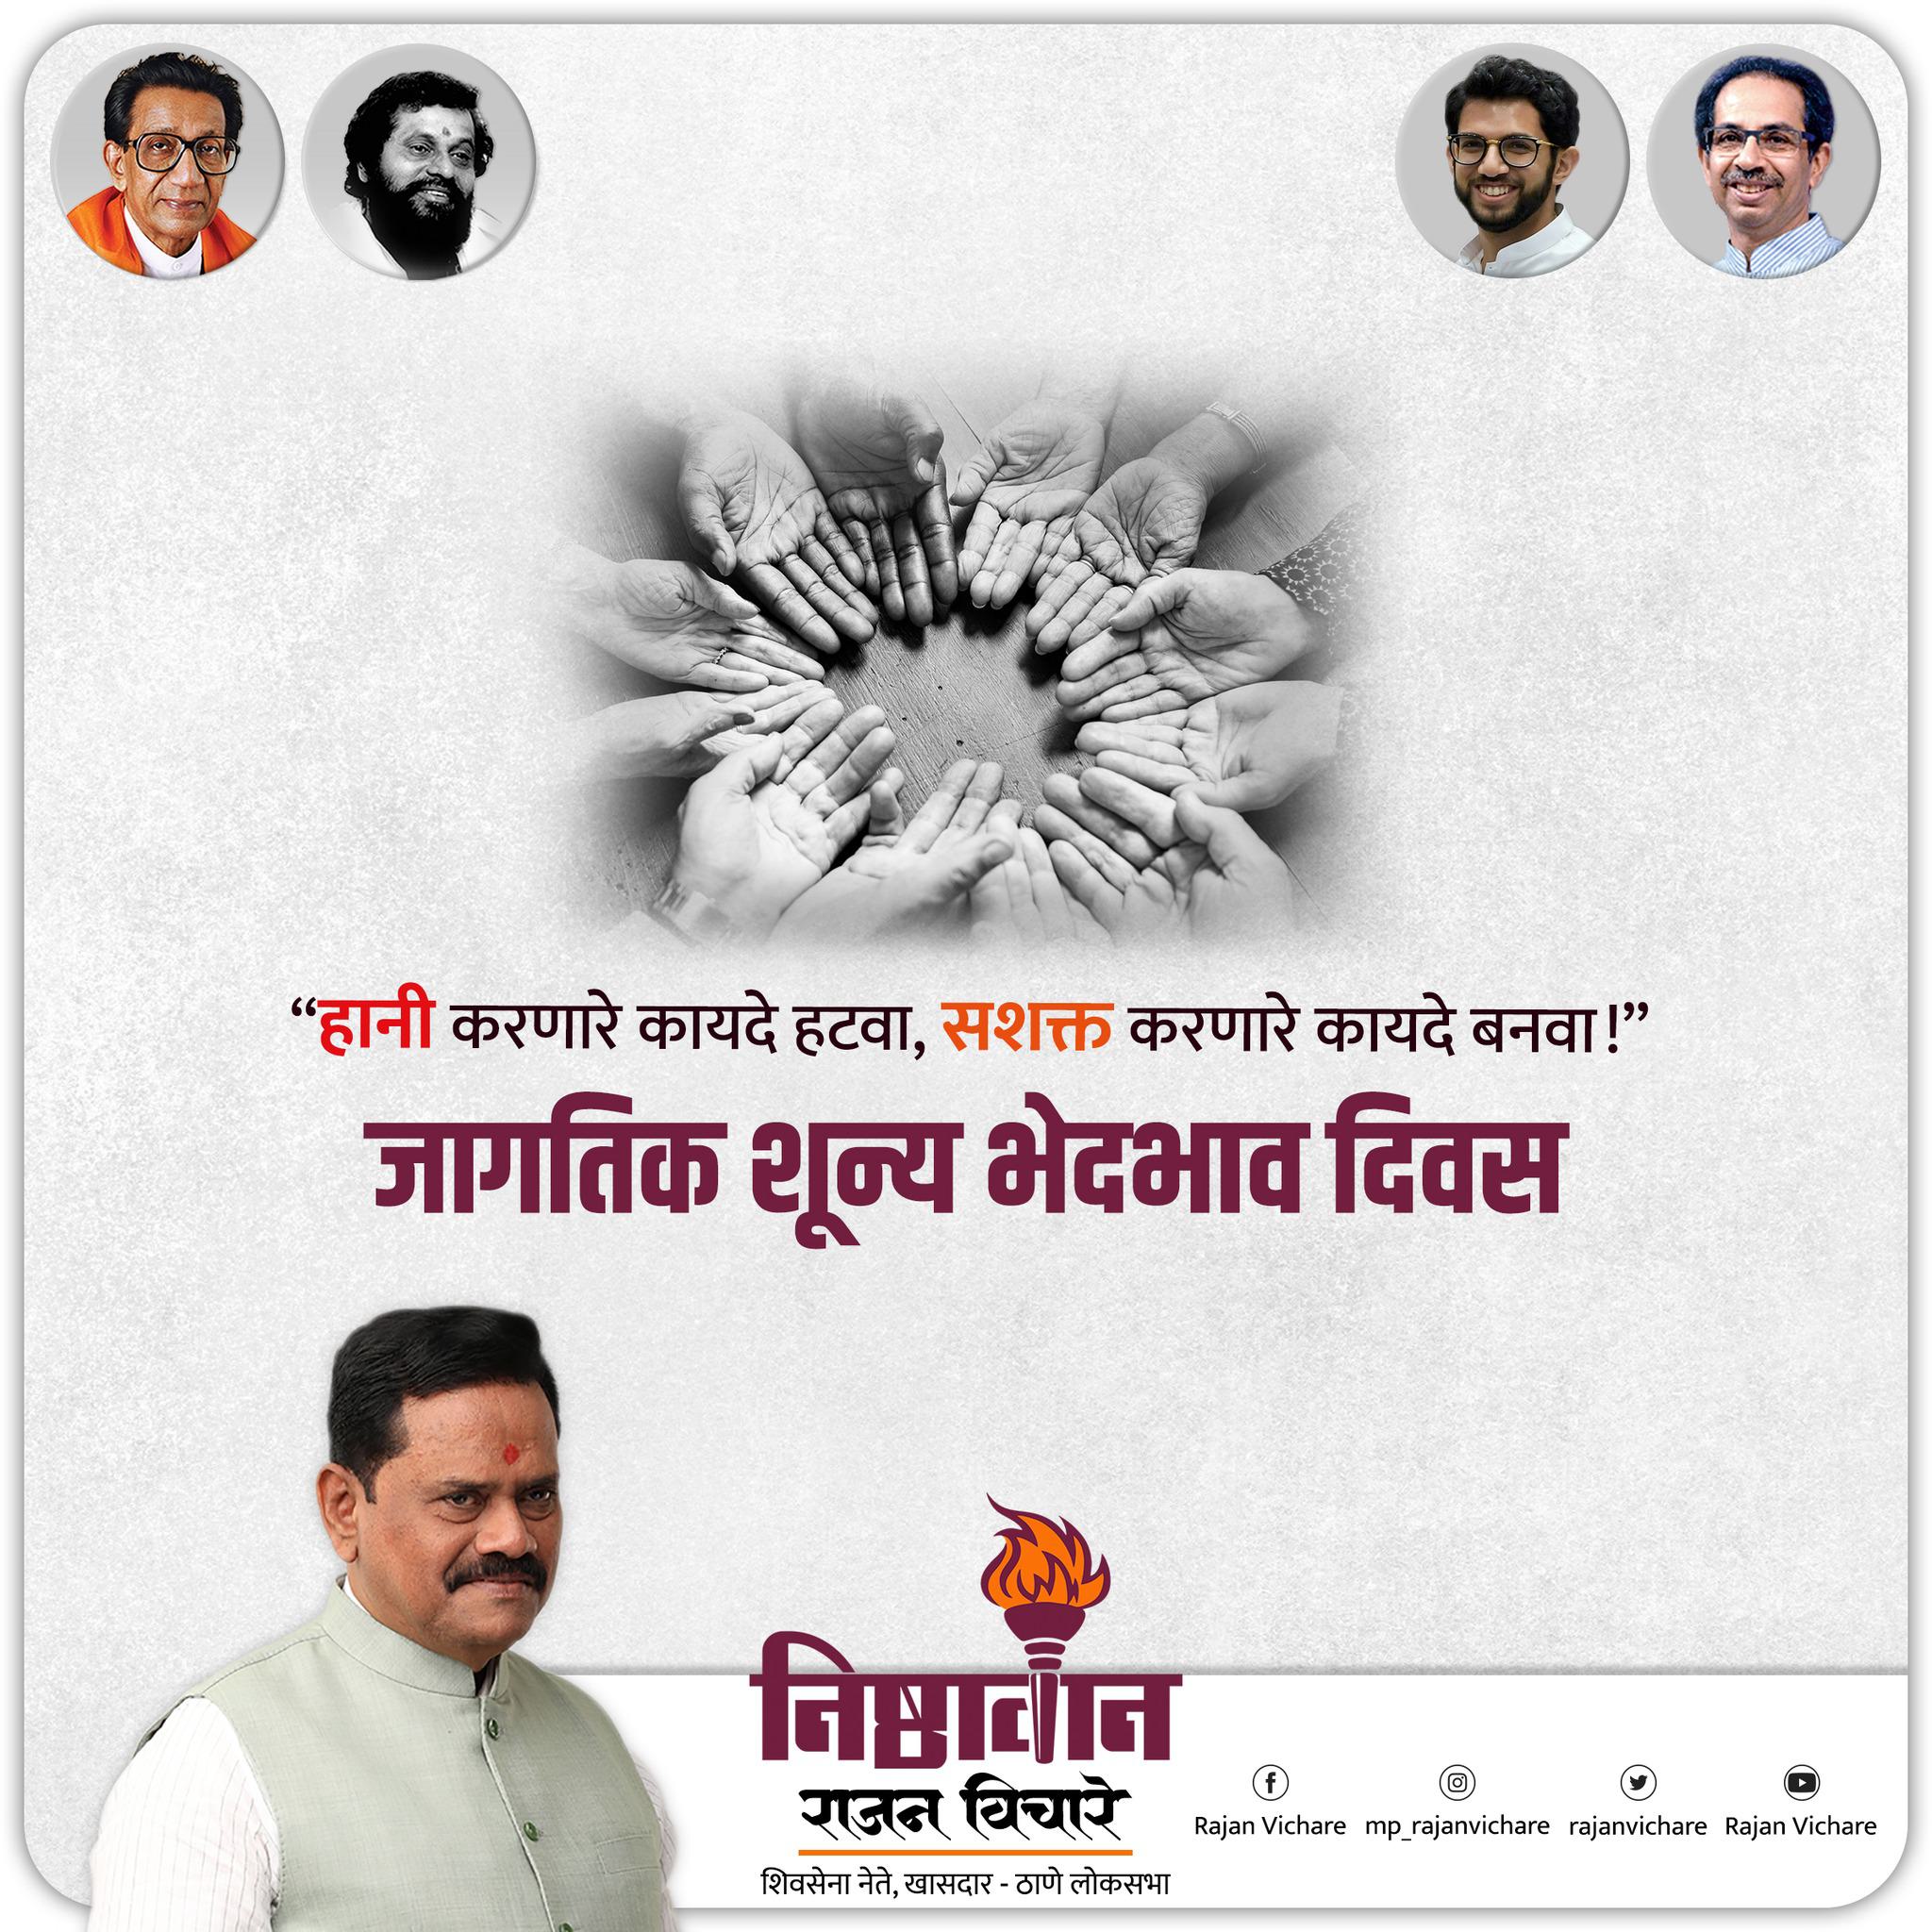 “हानी करणारे कायदे हटवा, सशक्त करणारे कायदे बनवा!”
जागतिक शून्य भेदभाव दिवस
निष्ठावान
राजन विचारे
शिवसेना नेते, खासदार - ठाणे लोकसभा
Rajan Vichare mp_rajanvichare rajanvichare Rajan Vichare